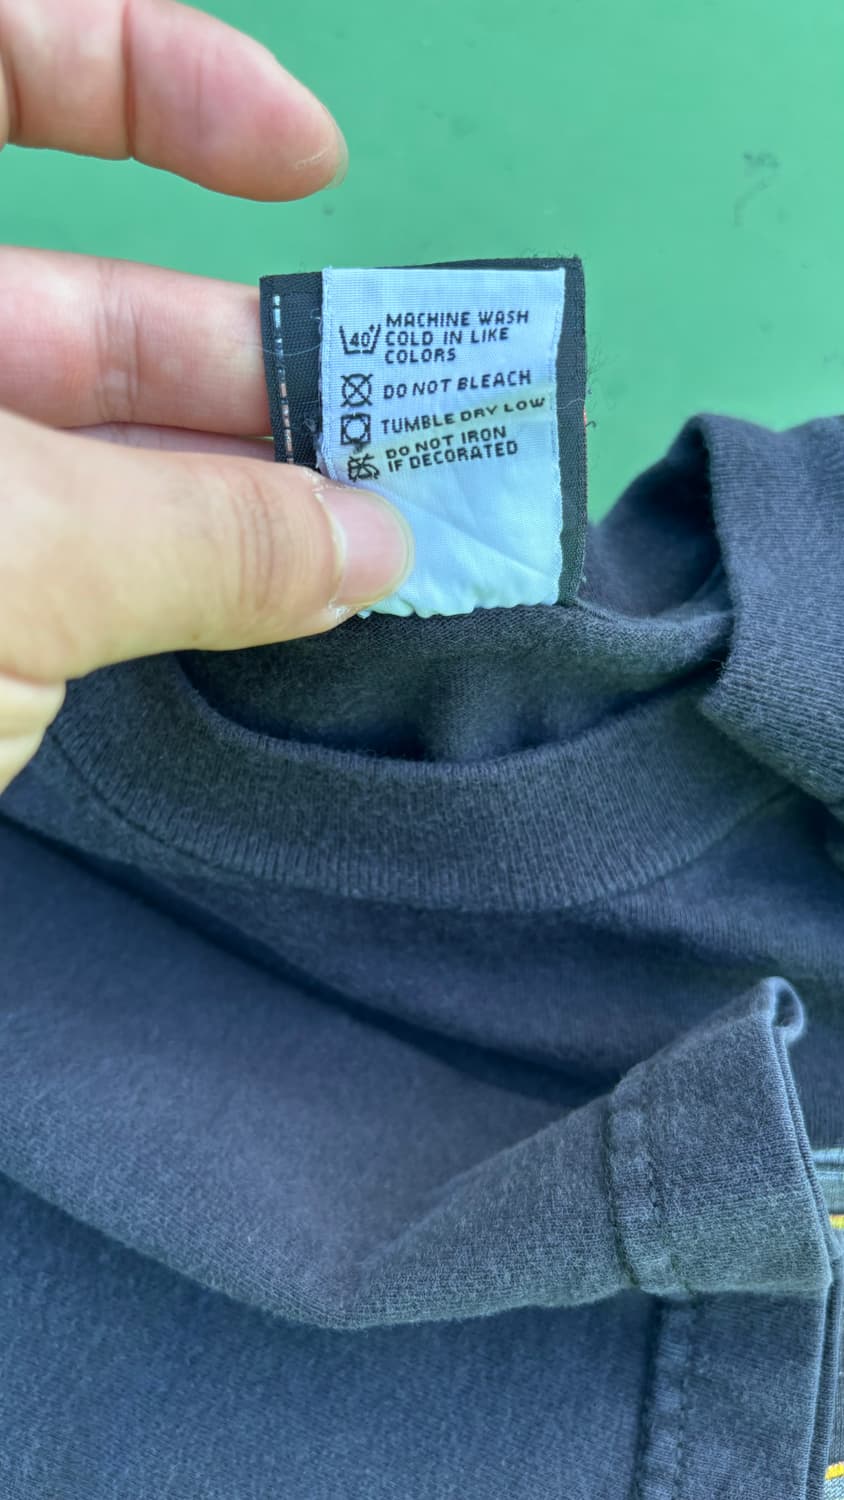 40°
MACHINE WASH
COLD IN LIKE
COLORS
DO NOT BLEACH
TUMBLE DRY LOW
DO NOT IRON
IF DECORATED